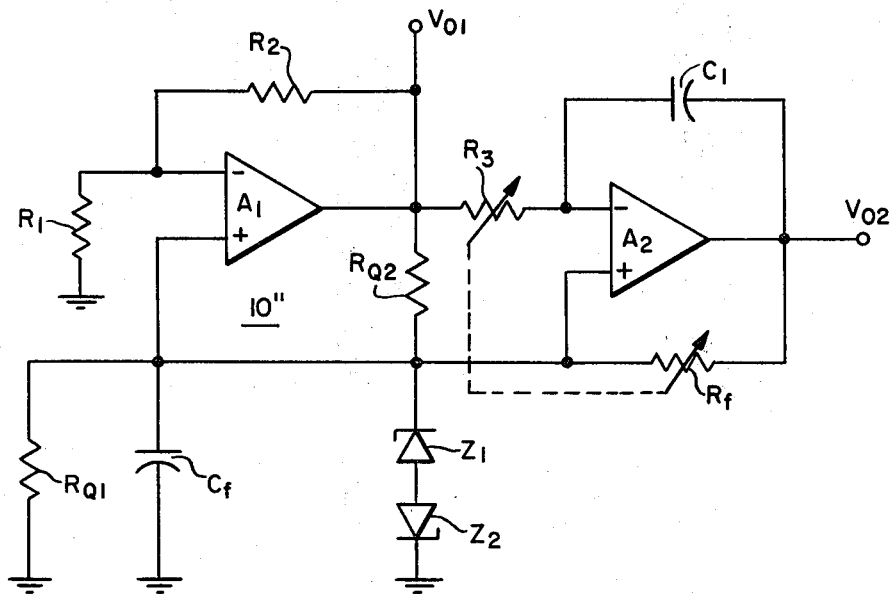 V01
R2
C1
R3
-
A1
+
R1
-
A2
+
V02
RQ2
10"
Rf
Z1
RQ1
Cf
Z2